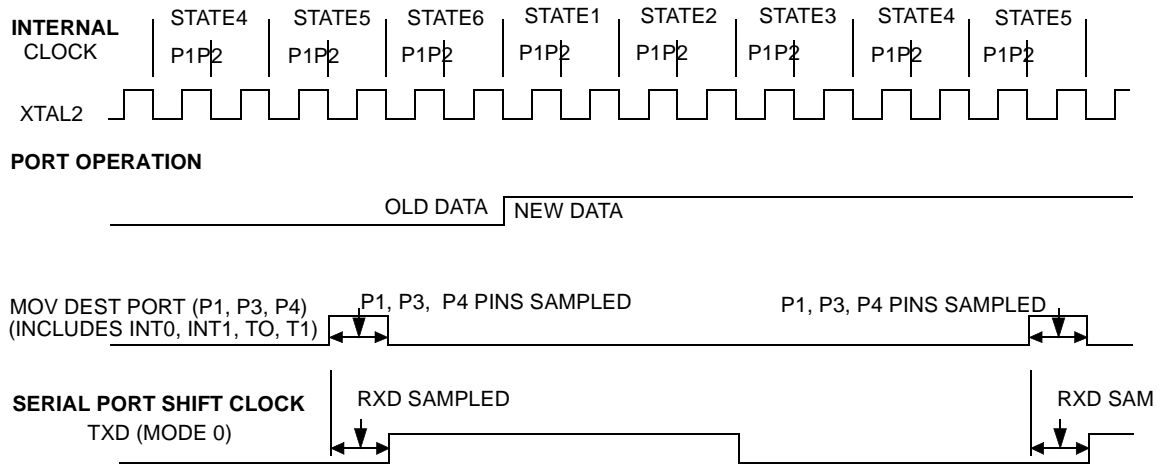 INTERNAL CLOCK
STATE4 STATE5 STATE6 STATE1 STATE2 STATE3 STATE4 STATE5
P1P2 P1P2 P1P2 P1P2 P1P2 P1P2 P1P2 P1P2
XTAL2
PORT OPERATION
OLD DATA NEW DATA
MOV DEST PORT (P1, P3, P4)
(INCLUDES INT0, INT1, TO, T1)
P1, P3, P4 PINS SAMPLED P1, P3, P4 PINS SAMPLED
SERIAL PORT SHIFT CLOCK
TXD (MODE 0)
RXD SAMPLED RXD SAM